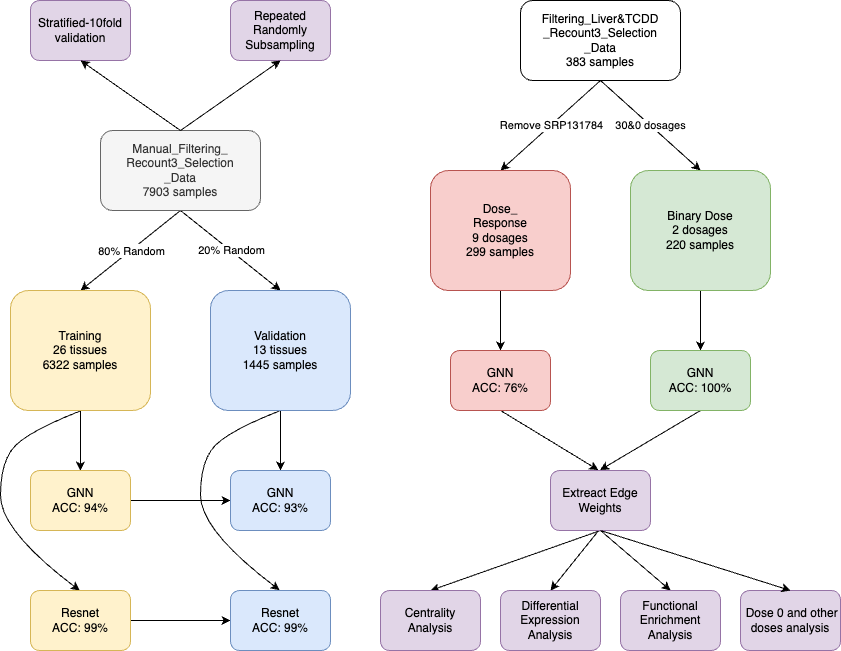 Stratified-10fold
validation
Repeated
Randomly
Subsampling
Manual_Filtering_
Recount3_Selection
_Data
7903 samples
80% Random
20% Random
Training
26 tissues
6322 samples
Validation
13 tissues
1445 samples
GNN
ACC: 94%
GNN
ACC: 93%
Resnet
ACC: 99%
Resnet
ACC: 99%
Filtering_Liver&TCDD
_Recount3_Selection
_Data
383 samples
Remove SRP131784
30&0 dosages
Dose_
Response
9 dosages
299 samples
Binary Dose
2 dosages
220 samples
GNN
ACC: 76%
GNN
ACC: 100%
Extreact Edge
Weights
Centrality
Analysis
Differential
Expression
Analysis
Functional
Enrichment
Analysis
Dose 0 and other
doses analysis